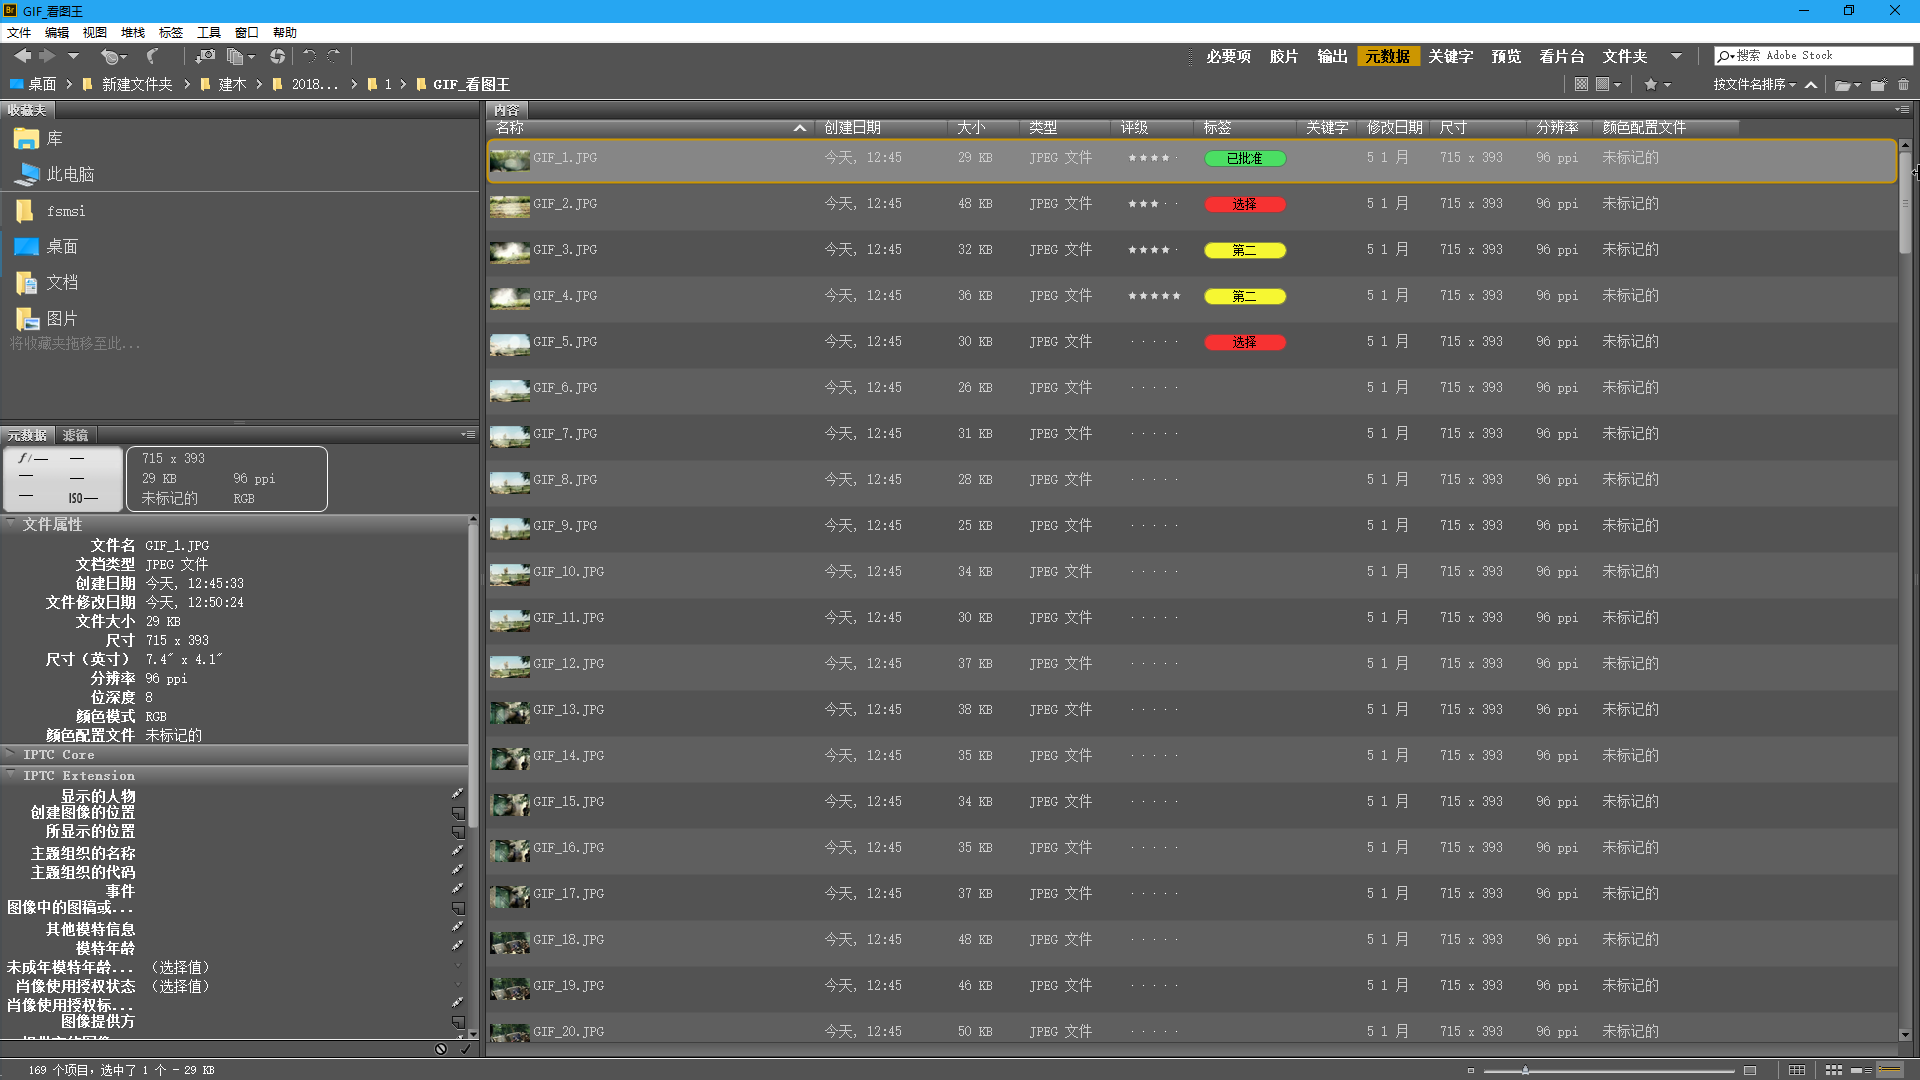 Br GIF_看图王
文件 编辑 视图 堆栈 标签 工具 窗口 帮助
必要项 胶片 输出 元数据 关键字 预览 看片台 文件夹 搜索 Adobe Stock
桌面 新建文件夹 建木 2018... 1 GIF_看图王 按文件名排序
收藏夹
库
此电脑
fsmsi
桌面
文档
图片
将收藏夹拖移至此...
元数据 滤镜
f/— —
— —
— ISO—
715 x 393
29 KB 96 ppi
未标记的 RGB
文件属性
文件名 GIF_1.JPG
文档类型 JPEG 文件
创建日期 今天, 12:45:33
文件修改日期 今天, 12:50:24
文件大小 29 KB
尺寸 715 x 393
尺寸（英寸） 7.4" x 4.1"
分辨率 96 ppi
位深度 8
颜色模式 RGB
颜色配置文件 未标记的
IPTC Core
IPTC Extension
显示的人物
创建图像的位置
所显示的位置
主题组织的名称
主题组织的代码
事件
图像中的图稿或...
其他模特信息
模特年龄
未成年模特年龄... （选择值）
肖像使用授权状态 （选择值）
肖像使用授权标...
图像提供方
内容
名称 创建日期 大小 类型 评级 标签 关键字 修改日期 尺寸 分辨率 颜色配置文件
GIF_1.JPG 今天, 12:45 29 KB JPEG 文件 ★★★★· 已批准 5 1 月 715 x 393 96 ppi 未标记的
GIF_2.JPG 今天, 12:45 48 KB JPEG 文件 ★★★·· 选择 5 1 月 715 x 393 96 ppi 未标记的
GIF_3.JPG 今天, 12:45 32 KB JPEG 文件 ★★★★· 第二 5 1 月 715 x 393 96 ppi 未标记的
GIF_4.JPG 今天, 12:45 36 KB JPEG 文件 ★★★★★ 第二 5 1 月 715 x 393 96 ppi 未标记的
GIF_5.JPG 今天, 12:45 30 KB JPEG 文件 ····· 选择 5 1 月 715 x 393 96 ppi 未标记的
GIF_6.JPG 今天, 12:45 26 KB JPEG 文件 ····· 5 1 月 715 x 393 96 ppi 未标记的
GIF_7.JPG 今天, 12:45 31 KB JPEG 文件 ····· 5 1 月 715 x 393 96 ppi 未标记的
GIF_8.JPG 今天, 12:45 28 KB JPEG 文件 ····· 5 1 月 715 x 393 96 ppi 未标记的
GIF_9.JPG 今天, 12:45 25 KB JPEG 文件 ····· 5 1 月 715 x 393 96 ppi 未标记的
GIF_10.JPG 今天, 12:45 34 KB JPEG 文件 ····· 5 1 月 715 x 393 96 ppi 未标记的
GIF_11.JPG 今天, 12:45 30 KB JPEG 文件 ····· 5 1 月 715 x 393 96 ppi 未标记的
GIF_12.JPG 今天, 12:45 37 KB JPEG 文件 ····· 5 1 月 715 x 393 96 ppi 未标记的
GIF_13.JPG 今天, 12:45 38 KB JPEG 文件 ····· 5 1 月 715 x 393 96 ppi 未标记的
GIF_14.JPG 今天, 12:45 35 KB JPEG 文件 ····· 5 1 月 715 x 393 96 ppi 未标记的
GIF_15.JPG 今天, 12:45 34 KB JPEG 文件 ····· 5 1 月 715 x 393 96 ppi 未标记的
GIF_16.JPG 今天, 12:45 35 KB JPEG 文件 ····· 5 1 月 715 x 393 96 ppi 未标记的
GIF_17.JPG 今天, 12:45 37 KB JPEG 文件 ····· 5 1 月 715 x 393 96 ppi 未标记的
GIF_18.JPG 今天, 12:45 48 KB JPEG 文件 ····· 5 1 月 715 x 393 96 ppi 未标记的
GIF_19.JPG 今天, 12:45 46 KB JPEG 文件 ····· 5 1 月 715 x 393 96 ppi 未标记的
GIF_20.JPG 今天, 12:45 50 KB JPEG 文件 ····· 5 1 月 715 x 393 96 ppi 未标记的
169 个项目，选中了 1 个 - 29 KB